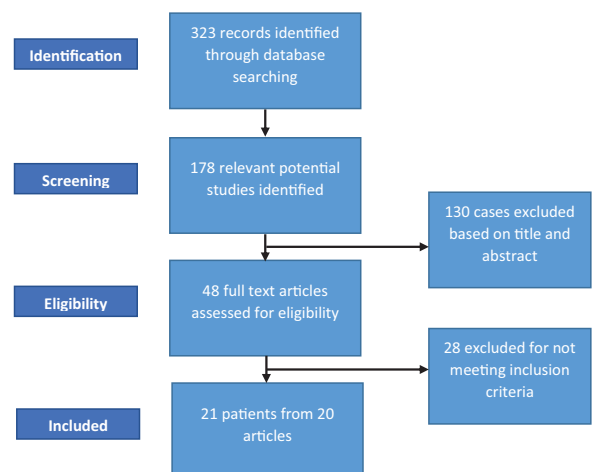 Identification
323 records identified
through database
searching
Screening
178 relevant potential
studies identified
130 cases excluded
based on title and
abstract
Eligibility
48 full text articles
assessed for eligibility
28 excluded for not
meeting inclusion
criteria
Included
21 patients from 20
articles